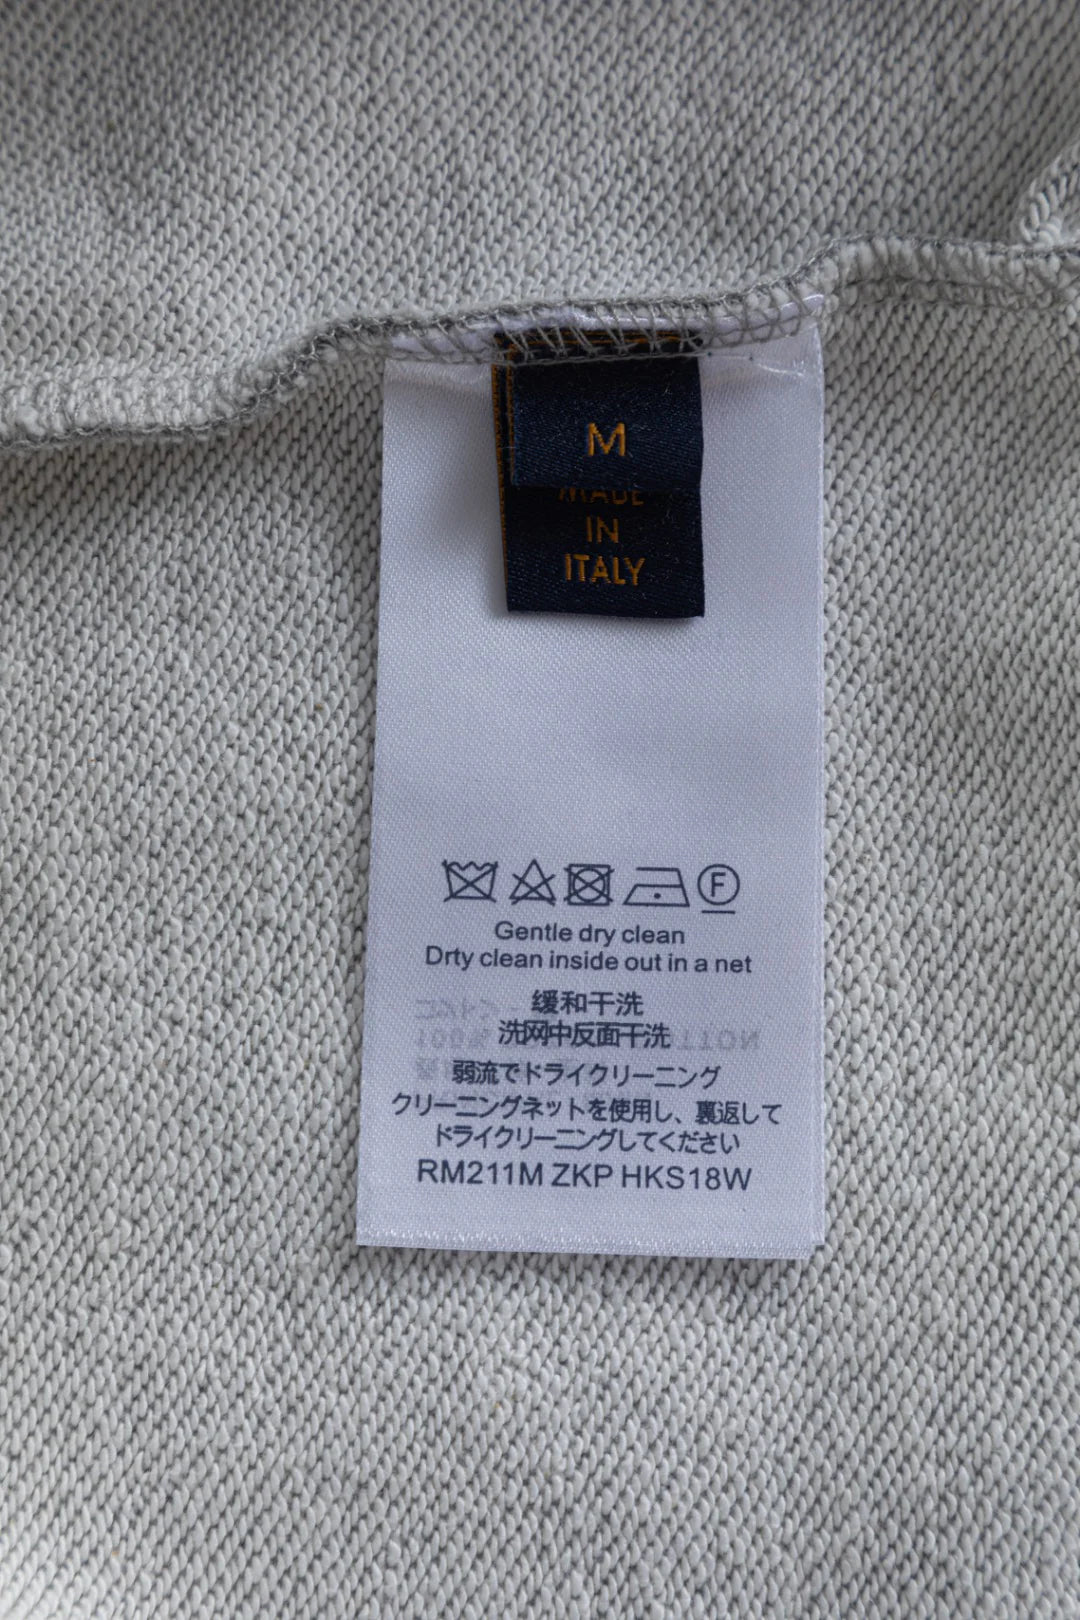 M
MADE
IN
ITALY
F
Gentle dry clean
Drty clean inside out in a net
缓和干洗
洗网中反面干洗
弱流でドライクリーニング
クリーニングネットを使用し、裏返して
ドライクリーニングしてください
RM211M ZKP HKS18W